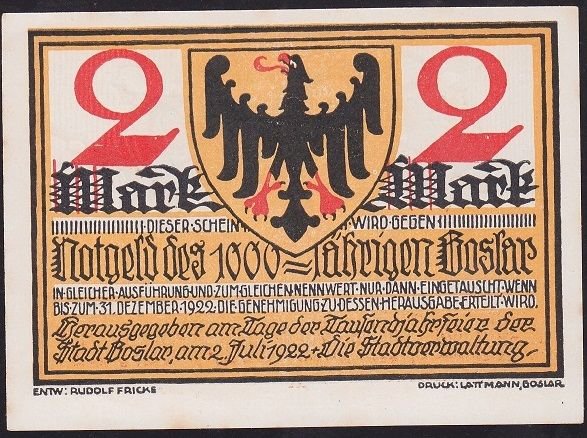 2 2
Mark Mark
DIESER·SCHEIN· WIRD·GEGEN
Notgeld des 1000=jährigen Goslar
IN·GLEICHER·AUSFÜHRUNG·UND·ZUM·GLEICHEN·NENNWERT·NUR·DANN·EINGETAUSCHT·WENN
BIS·ZUM·31.DEZEMBER·1922·DIE·GENEHMIGUNG·ZU·DESSEN·HERAUSGABE·ERTEILT·WIRD.
Herausgegeben am Tage der Tausendjahrfeier der
Stadt Goslar, am 2. Juli 1922 · Die Stadtverwaltung.
ENTW: RUDOLF FRICKE DRUCK: LATTMANN, GOSLAR